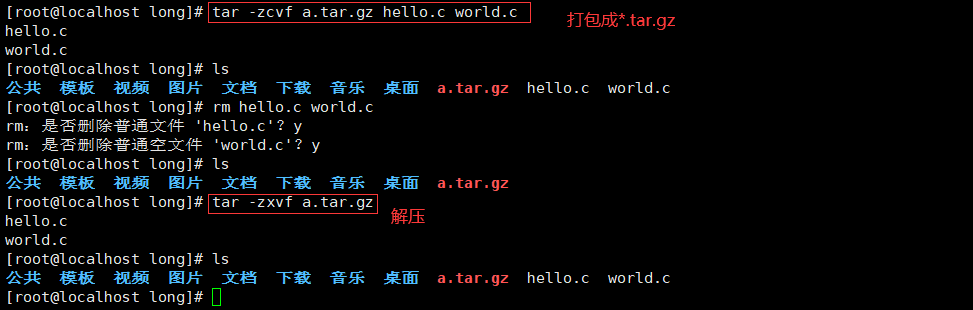 [root@localhost long]# tar -zcvf a.tar.gz hello.c world.c 打包成*.tar.gz
hello.c
world.c
[root@localhost long]# ls
公共 模板 视频 图片 文档 下载 音乐 桌面 a.tar.gz hello.c world.c
[root@localhost long]# rm hello.c world.c
rm：是否删除普通文件 'hello.c'？y
rm：是否删除普通空文件 'world.c'？y
[root@localhost long]# ls
公共 模板 视频 图片 文档 下载 音乐 桌面 a.tar.gz
[root@localhost long]# tar -zxvf a.tar.gz 解压
hello.c
world.c
[root@localhost long]# ls
公共 模板 视频 图片 文档 下载 音乐 桌面 a.tar.gz hello.c world.c
[root@localhost long]#